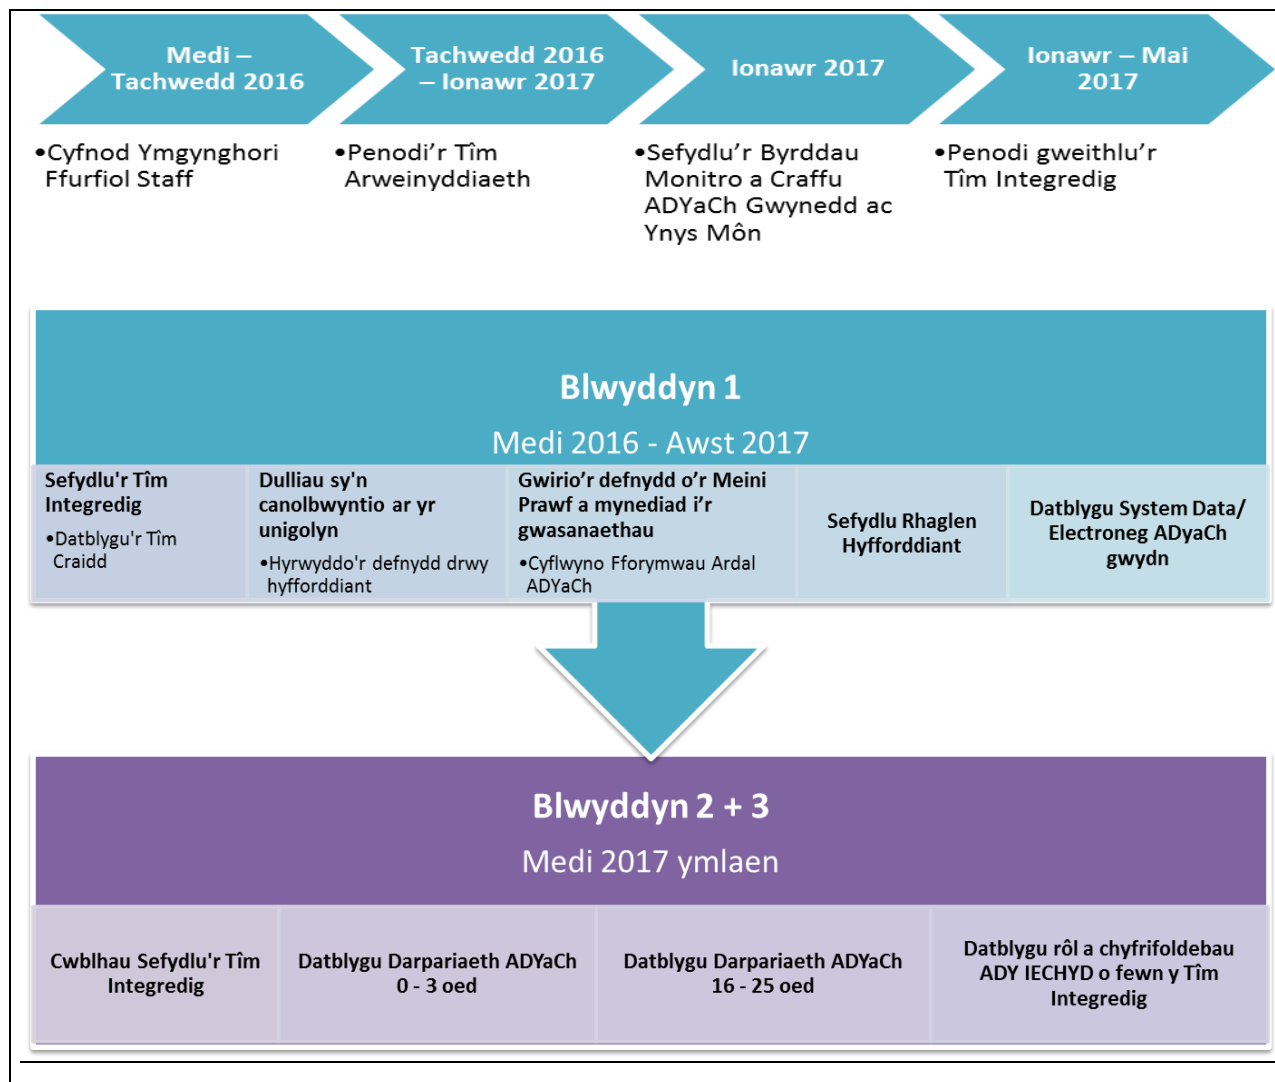 Medi –
Tachwedd 2016
•Cyfnod Ymgynghori
Ffurfiol Staff
Tachwedd 2016
– Ionawr 2017
•Penodi’r Tîm
Arweinyddiaeth
Ionawr 2017
•Sefydlu’r Byrddau
Monitro a Craffu
ADYaCh Gwynedd ac
Ynys Môn
Ionawr – Mai
2017
•Penodi gweithlu’r
Tîm Integredig
Blwyddyn 1
Medi 2016 - Awst 2017
Sefydlu'r Tîm
Integredig
•Datblygu'r Tîm
Craidd
Dulliau sy'n
canolbwyntio ar yr
unigolyn
•Hyrwyddo'r defnydd drwy
hyfforddiant
Gwirio’r defnydd o’r Meini
Prawf a mynediad i’r
gwasanaethau
•Cyflwyno Fforymwau Ardal
ADYaCh
Sefydlu Rhaglen
Hyfforddiant
Datblygu System Data/
Electroneg ADyaCh
gwydn
Blwyddyn 2 + 3
Medi 2017 ymlaen
Cwblhau Sefydlu'r Tîm
Integredig
Datblygu Darpariaeth ADYaCh
0 - 3 oed
Datblygu Darpariaeth ADYaCh
16 - 25 oed
Datblygu rôl a chyfrifoldebau
ADY IECHYD o fewn y Tîm
Integredig